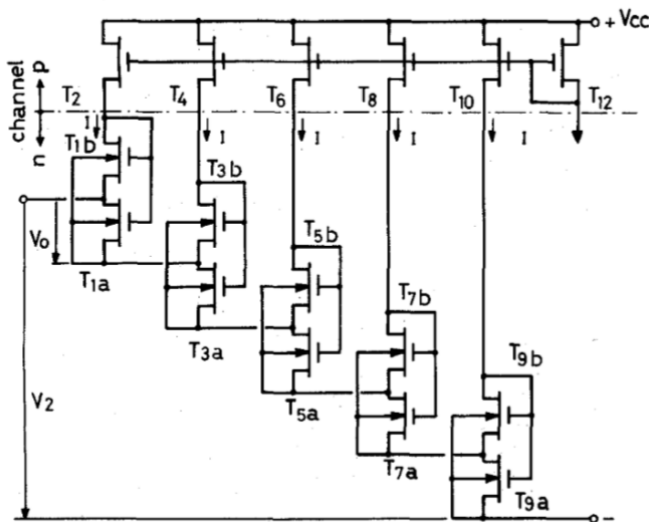 + Vcc
channel
p
n
T2
T4
T6
T8
T10
T12
I
I
I
I
I
T1b
T3b
Vo
T1a
T5b
T3a
T7b
V2
T5a
T9b
T7a
T9a
-